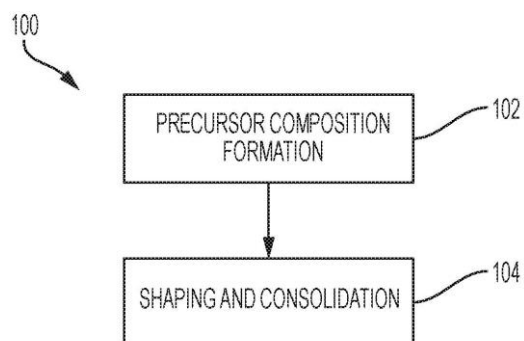 100
PRECURSOR COMPOSITION
FORMATION
102
SHAPING AND CONSOLIDATION
104